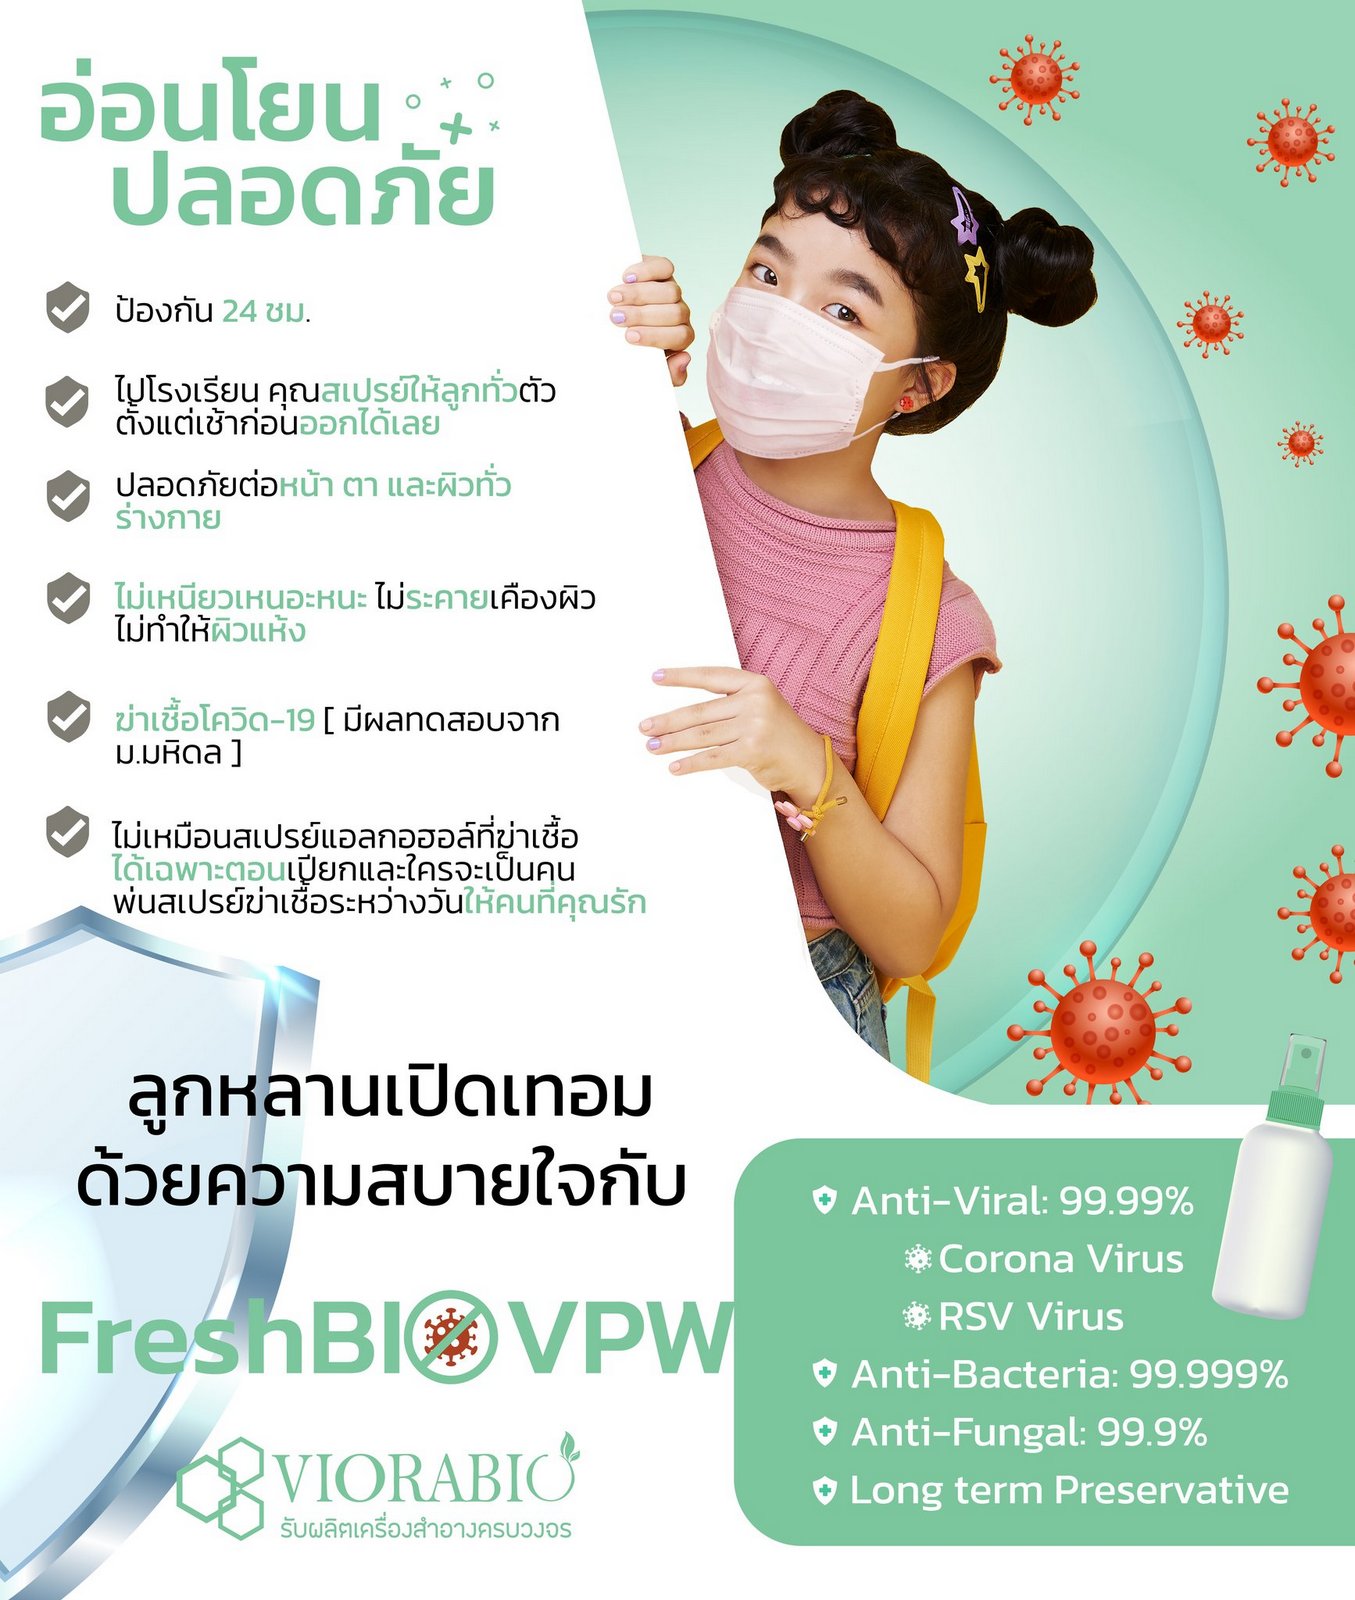 อ่อนโยน
ปลอดภัย
ป้องกัน 24 ชม.
ไปโรงเรียน คุณสเปรย์ให้ลูกทั่วตัว
ตั้งแต่เช้าก่อนออกได้เลย
ปลอดภัยต่อหน้า ตา และผิวทั่ว
ร่างกาย
ไม่เหนียวเหนอะหนะ ไม่ระคายเคืองผิว
ไม่ทำให้ผิวแห้ง
ฆ่าเชื้อโควิด-19 [ มีผลทดสอบจาก
ม.มหิดล ]
ไม่เหมือนสเปรย์แอลกอฮอล์ที่ฆ่าเชื้อ
ได้เฉพาะตอนเปียกและใครจะเป็นคน
พ่นสเปรย์ฆ่าเชื้อระหว่างวันให้คนที่คุณรัก
ลูกหลานเปิดเทอม
ด้วยความสบายใจกับ
FreshBIO VPW
VIORABIO
รับผลิตเครื่องสำอางครบวงจร
Anti-Viral: 99.99%
Corona Virus
RSV Virus
Anti-Bacteria: 99.999%
Anti-Fungal: 99.9%
Long term Preservative